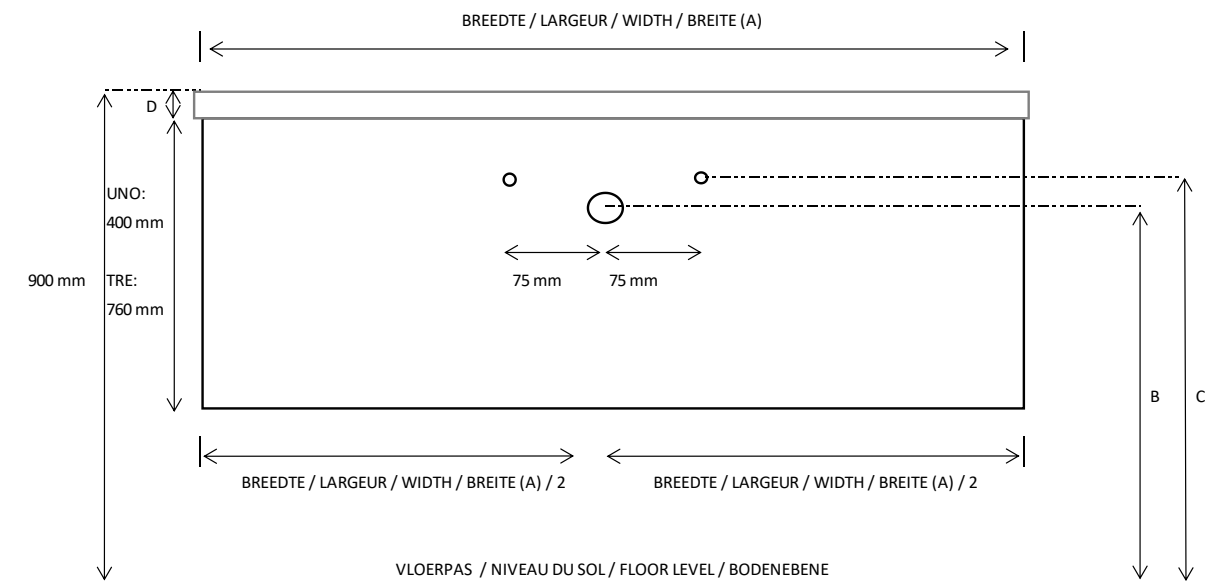 BREEDTE / LARGEUR / WIDTH / BREITE (A)
D
UNO:
400 mm
900 mm
TRE:
760 mm
75 mm
75 mm
B
C
BREEDTE / LARGEUR / WIDTH / BREITE (A) / 2
BREEDTE / LARGEUR / WIDTH / BREITE (A) / 2
VLOERPAS / NIVEAU DU SOL / FLOOR LEVEL / BODENEBENE